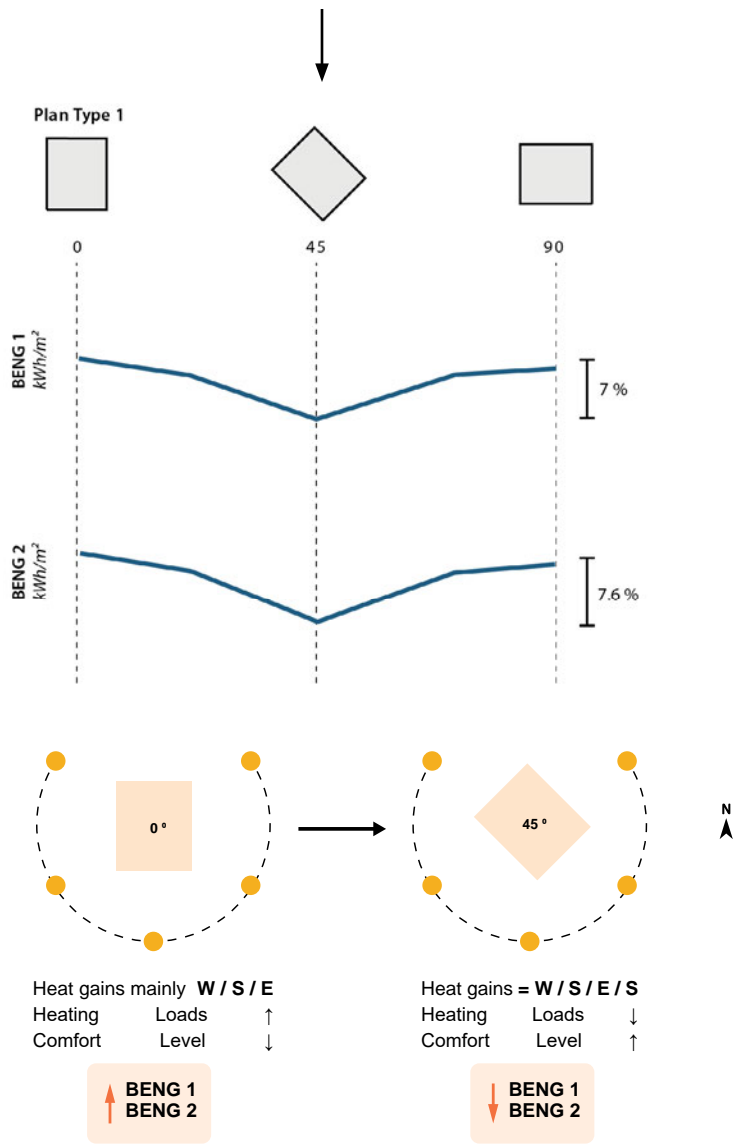 Plan Type 1
0 45 90
BENG 1
kWh/m²
7 %
BENG 2
kWh/m²
7.6 %
0 º
45 º
N
Heat gains mainly W / S / E
Heating Loads ↑
Comfort Level ↓
BENG 1
BENG 2
Heat gains = W / S / E / S
Heating Loads ↓
Comfort Level ↑
BENG 1
BENG 2